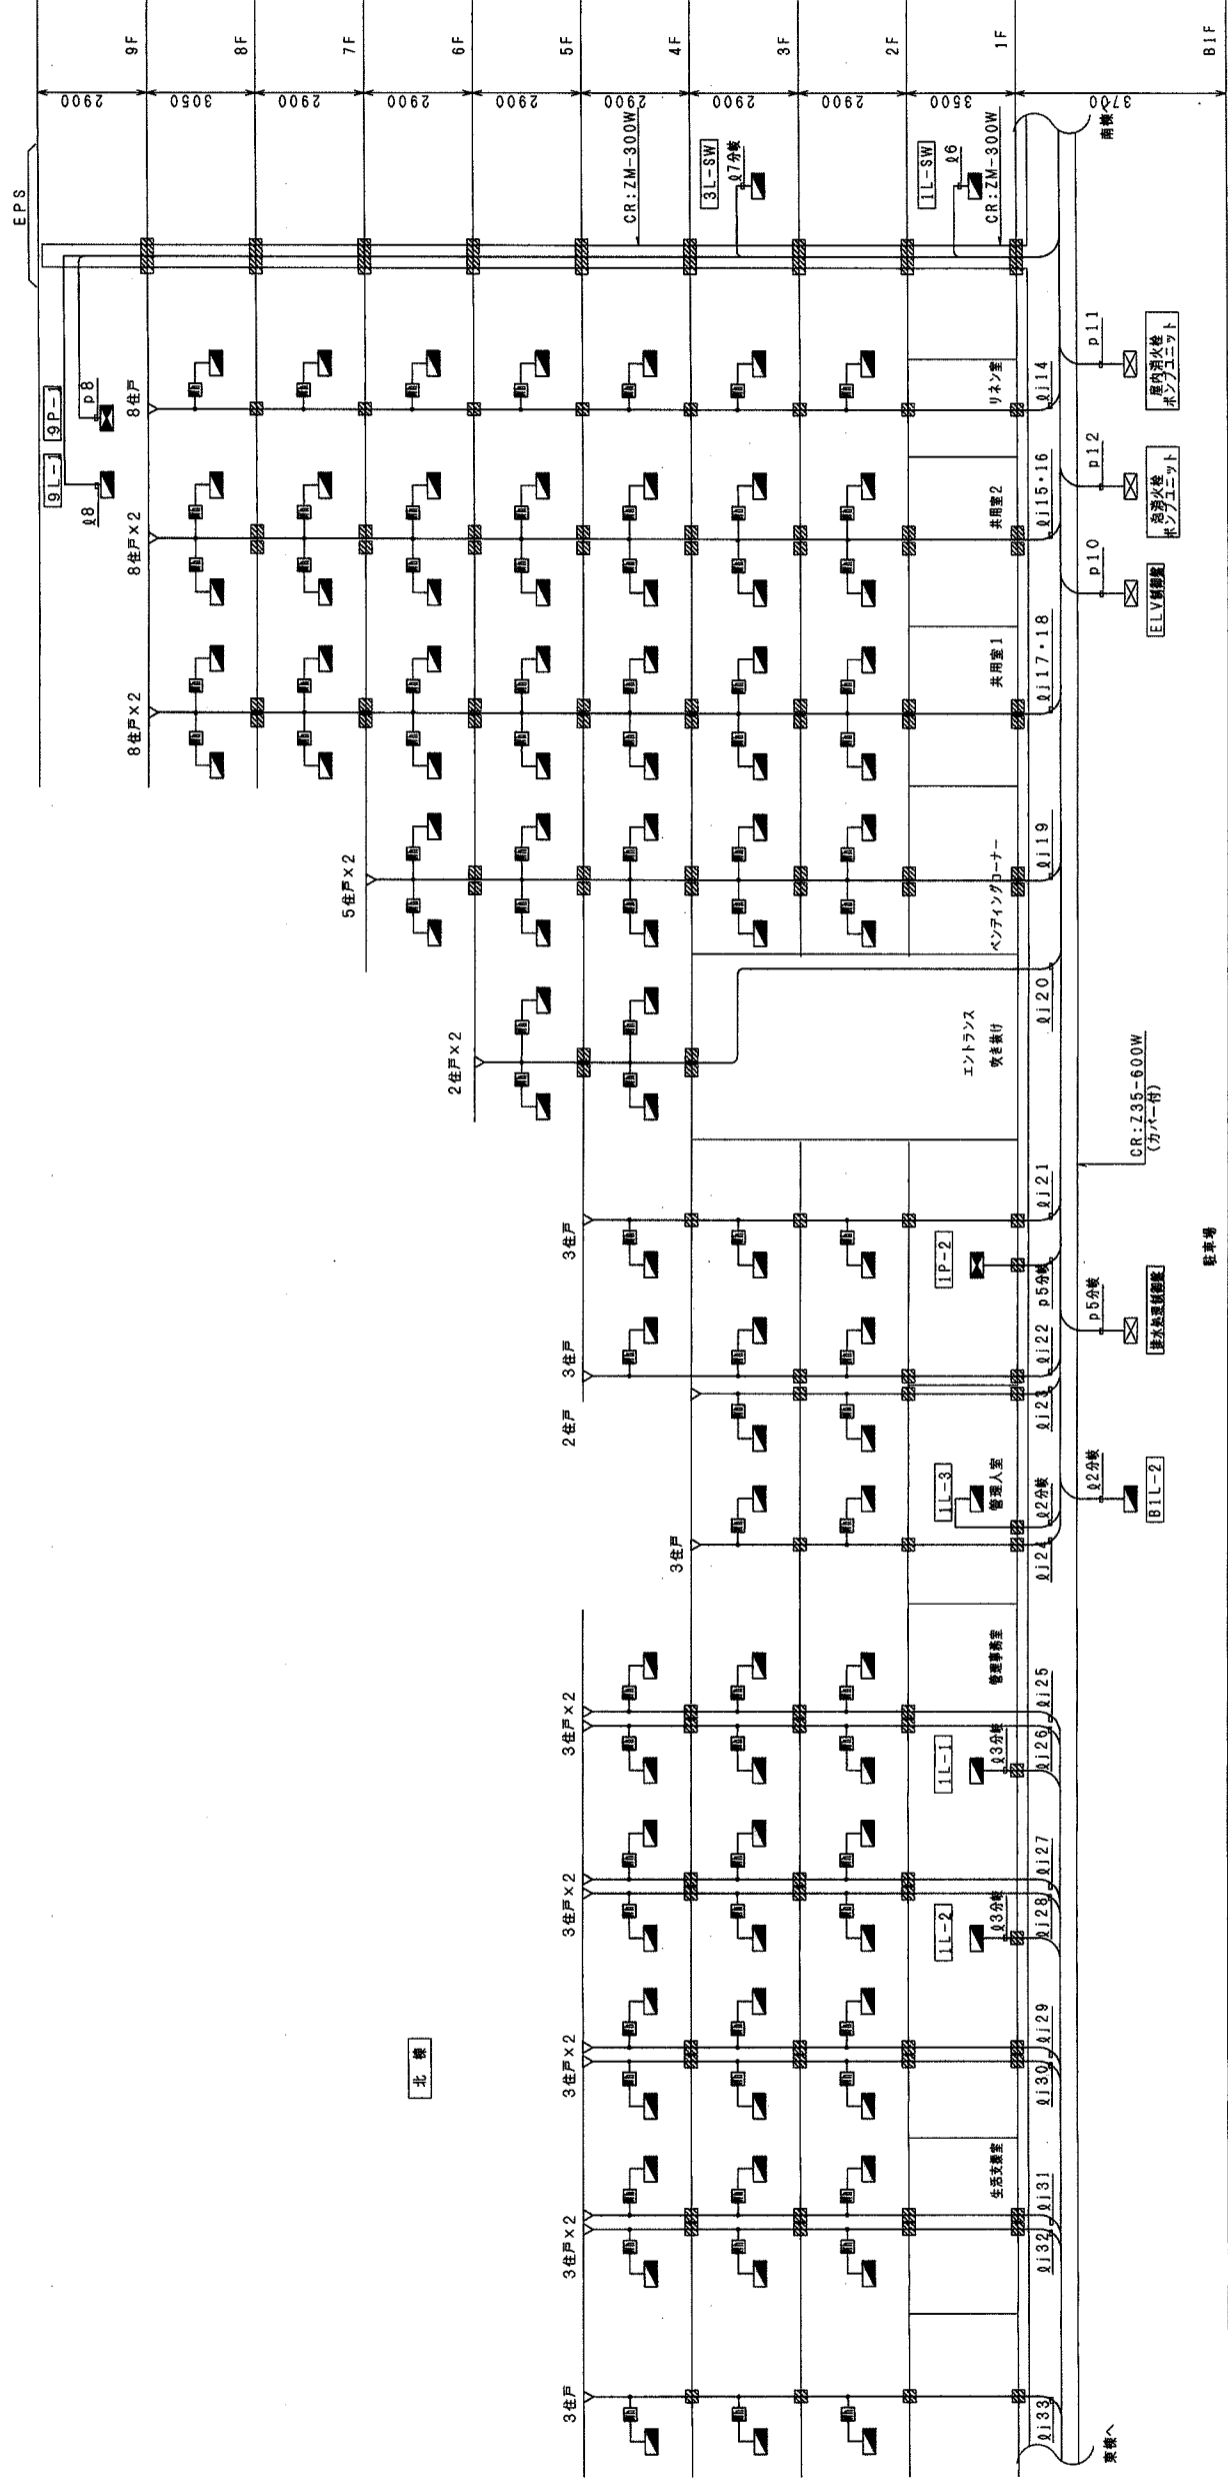 EPS
9F
8F
7F
6F
5F
4F
3F
2F
1F
B1F
2900
3050
2900
2900
2900
2900
2900
2900
3500
3700
9L-1
9P-1
ℓ8
p8
CR:ZM-300W
3L-SW
ℓ7分岐
1L-SW
ℓ6
CR:ZM-300W
南棟へ
8住戸
8住戸×2
8住戸×2
5住戸×2
2住戸×2
3住戸
3住戸
2住戸
3住戸
3住戸×2
3住戸×2
3住戸×2
3住戸×2
3住戸
リネン室
共用室2
共用室1
ベンディングコーナー
エントランス
吹き抜け
1P-2
1L-3
管理人室
管理事務室
1L-1
ℓ3分岐
1L-2
ℓ3分岐
生活支援室
ℓj14
ℓj15・16
ℓj17・18
ℓj19
ℓj20
ℓj21
p5分岐
ℓj22
ℓj23
ℓ2分岐
ℓj24
ℓj25
ℓj26
ℓj27
ℓj28
ℓj29
ℓj30
ℓj31
ℓj32
ℓj33
p11
屋内消火栓
ポンプユニット
p12
泡消火栓
ポンプユニット
p10
ELV制御盤
CR:Z35-600W
(カバー付)
p5分岐
排水処理制御盤
ℓ2分岐
B1L-2
駐車場
東棟へ
北棟